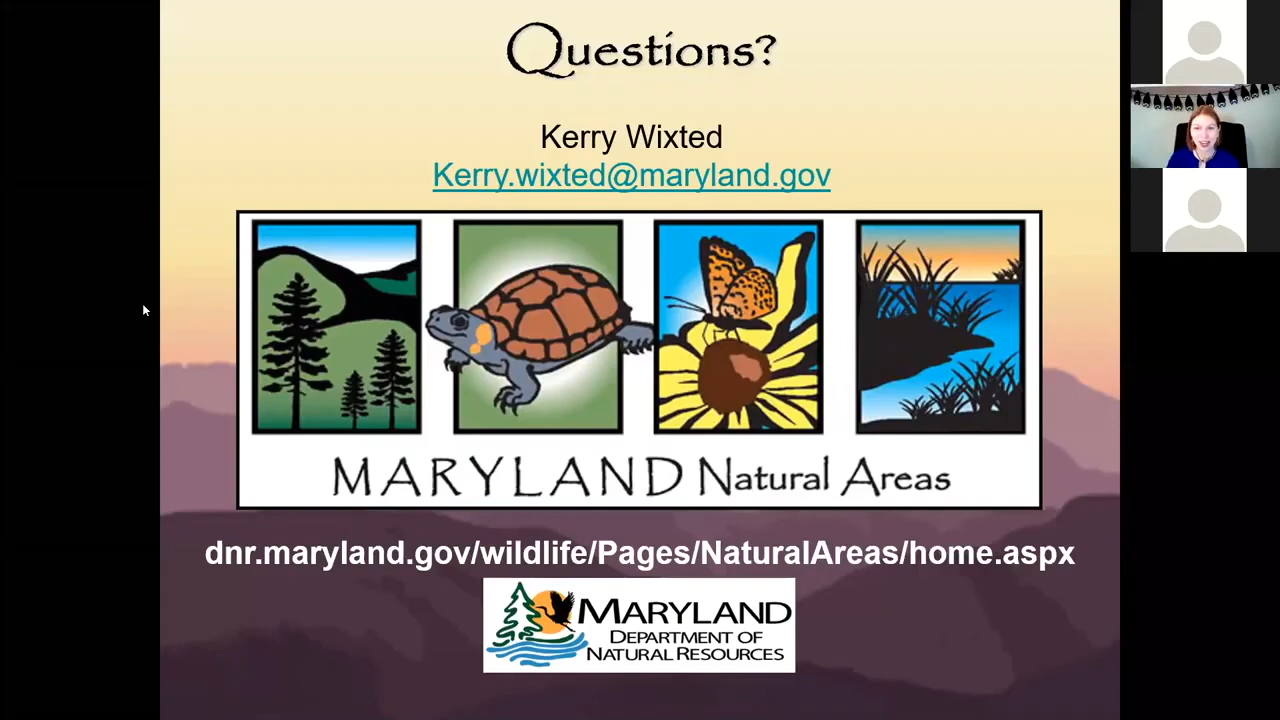 Questions?
Kerry Wixted
Kerry.wixted@maryland.gov
MARYLAND Natural Areas
dnr.maryland.gov/wildlife/Pages/NaturalAreas/home.aspx
MARYLAND
DEPARTMENT OF
NATURAL RESOURCES